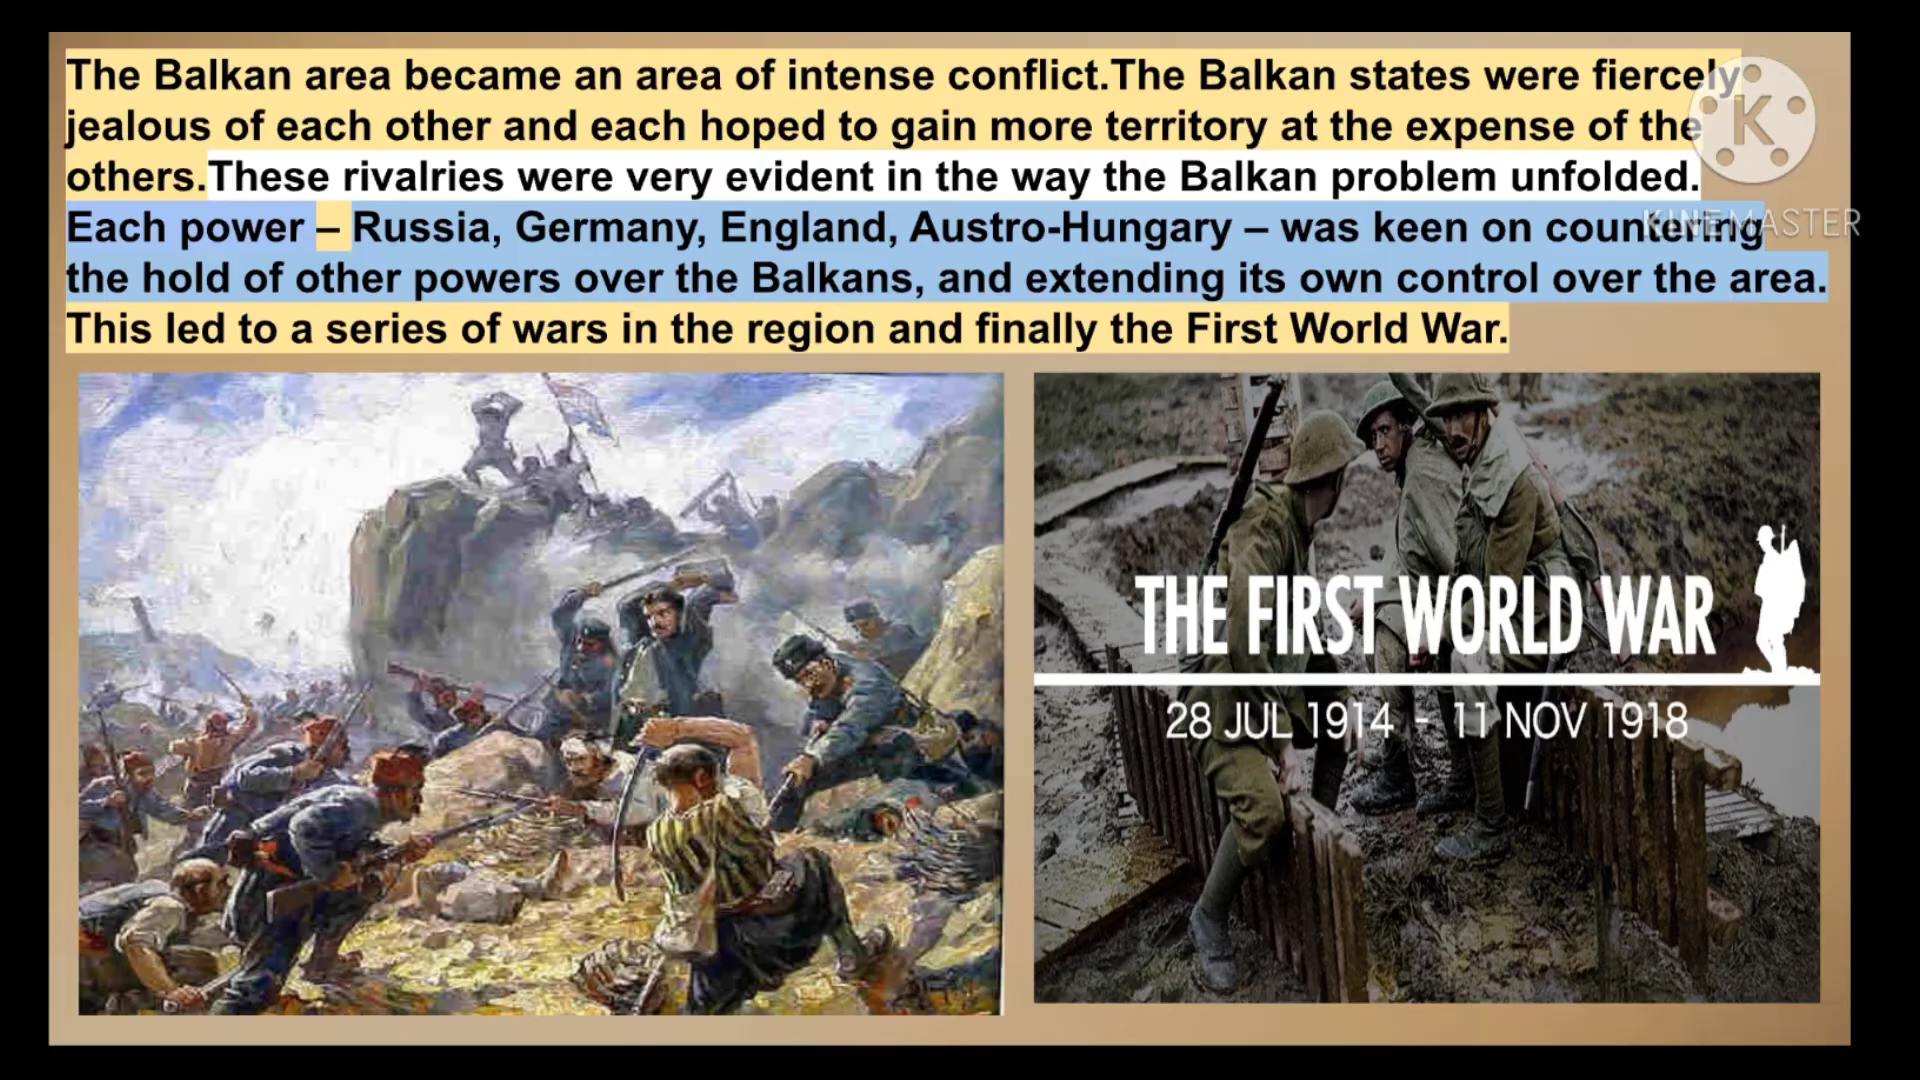 The Balkan area became an area of intense conflict.The Balkan states were fiercely
jealous of each other and each hoped to gain more territory at the expense of the
others.These rivalries were very evident in the way the Balkan problem unfolded.
Each power – Russia, Germany, England, Austro-Hungary – was keen on countering
the hold of other powers over the Balkans, and extending its own control over the area.
This led to a series of wars in the region and finally the First World War.
K
KINEMASTER
THE FIRST WORLD WAR
28 JUL 1914 - 11 NOV 1918